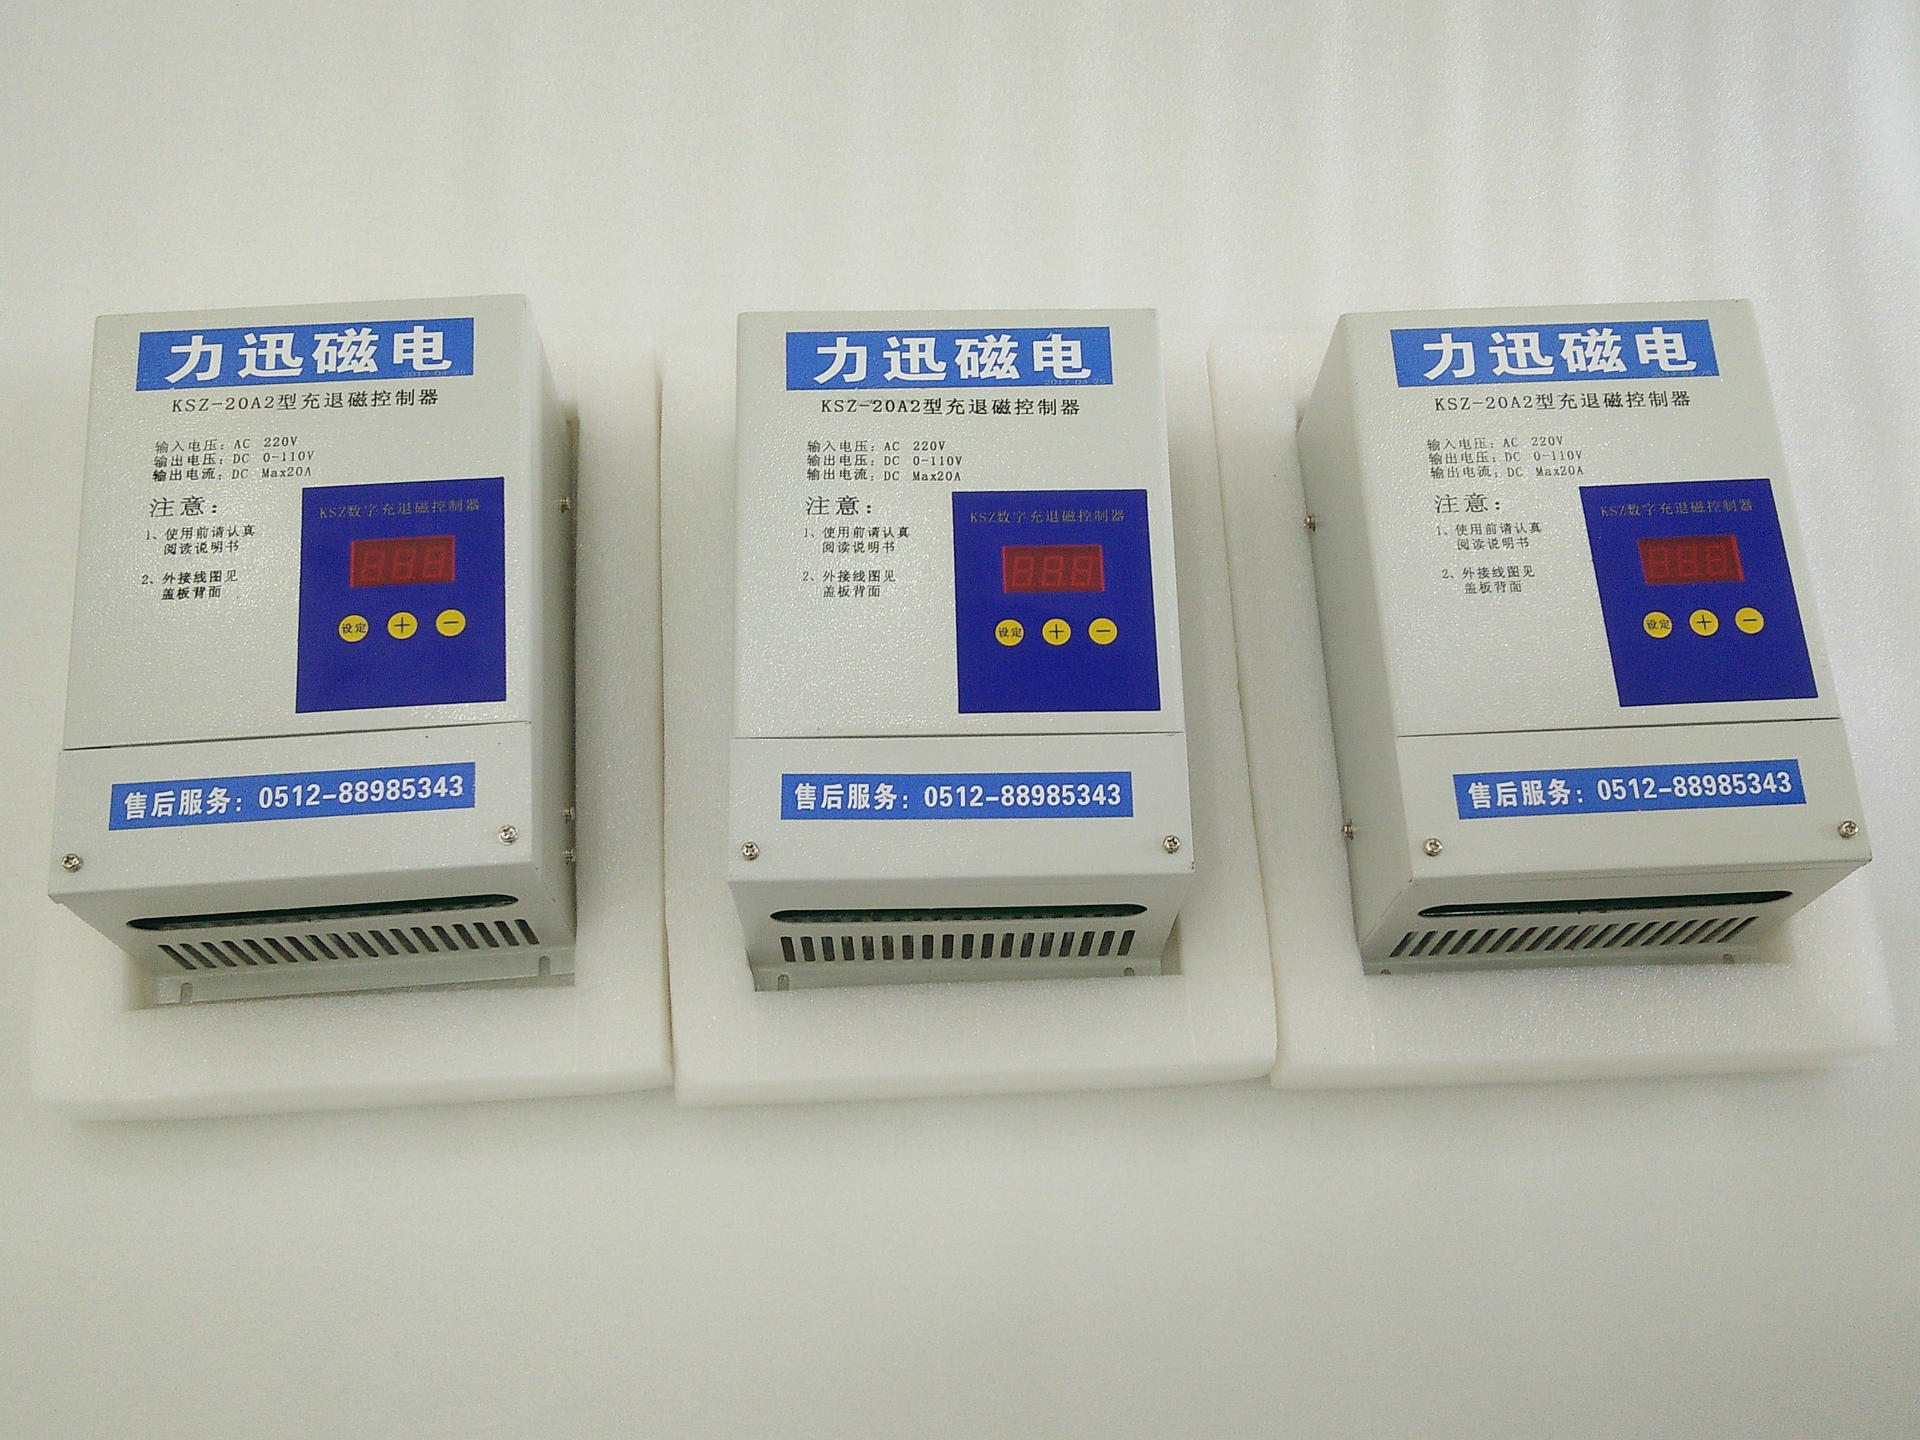 力迅磁电
2017-04-25
KSZ-20A2型充退磁控制器
输入电压：AC 220V
输出电压：DC 0-110V
输出电流：DC Max20A
注意：
1、使用前请认真
阅读说明书
2、外接线图见
盖板背面
KSZ数字充退磁控制器
设定 + −
售后服务：0512-88985343
力迅磁电
2017-04-25
KSZ-20A2型充退磁控制器
输入电压：AC 220V
输出电压：DC 0-110V
输出电流：DC Max20A
注意：
1、使用前请认真
阅读说明书
2、外接线图见
盖板背面
KSZ数字充退磁控制器
设定 + −
售后服务：0512-88985343
力迅磁电
2017-04-25
KSZ-20A2型充退磁控制器
输入电压：AC 220V
输出电压：DC 0-110V
输出电流：DC Max20A
注意：
1、使用前请认真
阅读说明书
2、外接线图见
盖板背面
KSZ数字充退磁控制器
设定 + −
售后服务：0512-88985343